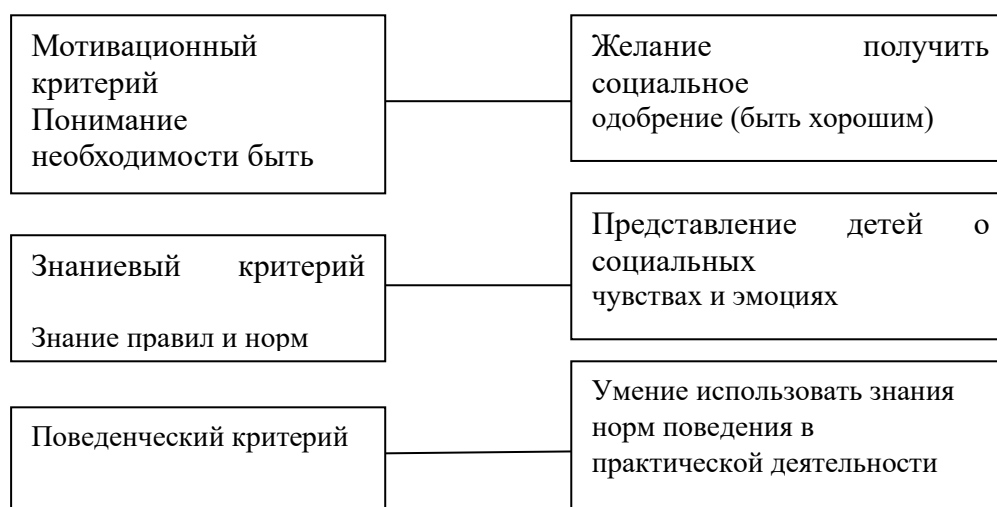 Мотивационный
критерий
Понимание
необходимости быть
Желание получить
социальное
одобрение (быть хорошим)
Знаниевый критерий
Знание правил и норм
Представление детей о
социальных
чувствах и эмоциях
Поведенческий критерий
Умение использовать знания
норм поведения в
практической деятельности